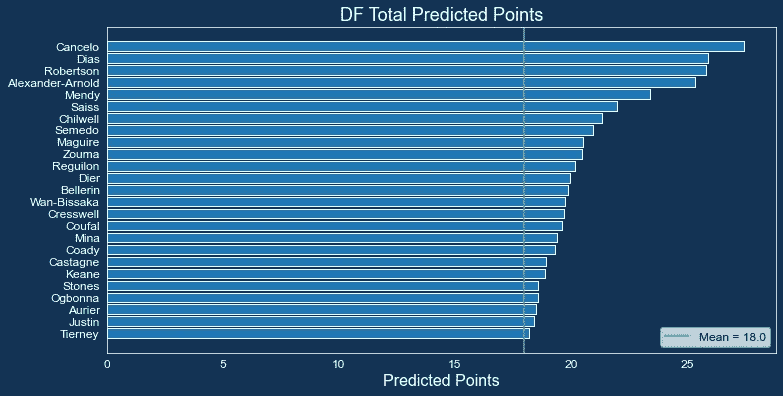 DF Total Predicted Points
Cancelo
Dias
Robertson
Alexander-Arnold
Mendy
Saiss
Chilwell
Semedo
Maguire
Zouma
Reguilon
Dier
Bellerin
Wan-Bissaka
Cresswell
Coufal
Mina
Coady
Castagne
Keane
Stones
Ogbonna
Aurier
Justin
Tierney
Mean = 18.0
0 5 10 15 20 25
Predicted Points